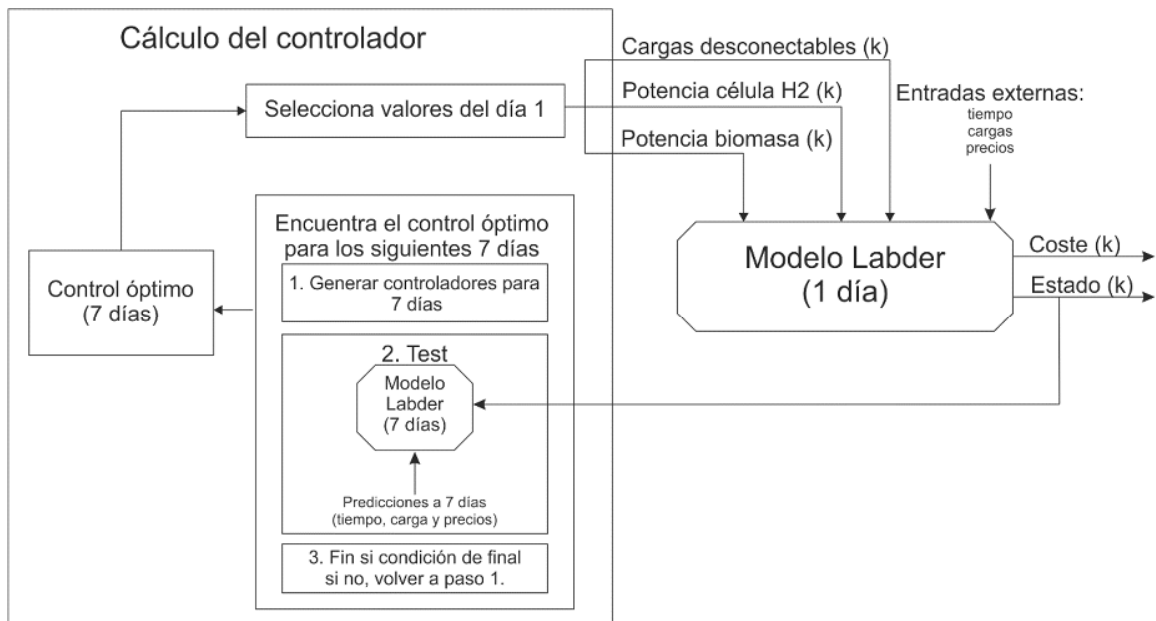 Cálculo del controlador
Selecciona valores del día 1
Cargas desconectables (k)
Potencia célula H2 (k)
Potencia biomasa (k)
Entradas externas:
tiempo
cargas
precios
Encuentra el control óptimo
para los siguientes 7 días
1. Generar controladores para
7 días
2. Test
Modelo
Labder
(7 días)
Predicciones a 7 días
(tiempo, carga y precios)
3. Fin si condición de final
si no, volver a paso 1.
Control óptimo
(7 días)
Modelo Labder
(1 día)
Coste (k)
Estado (k)